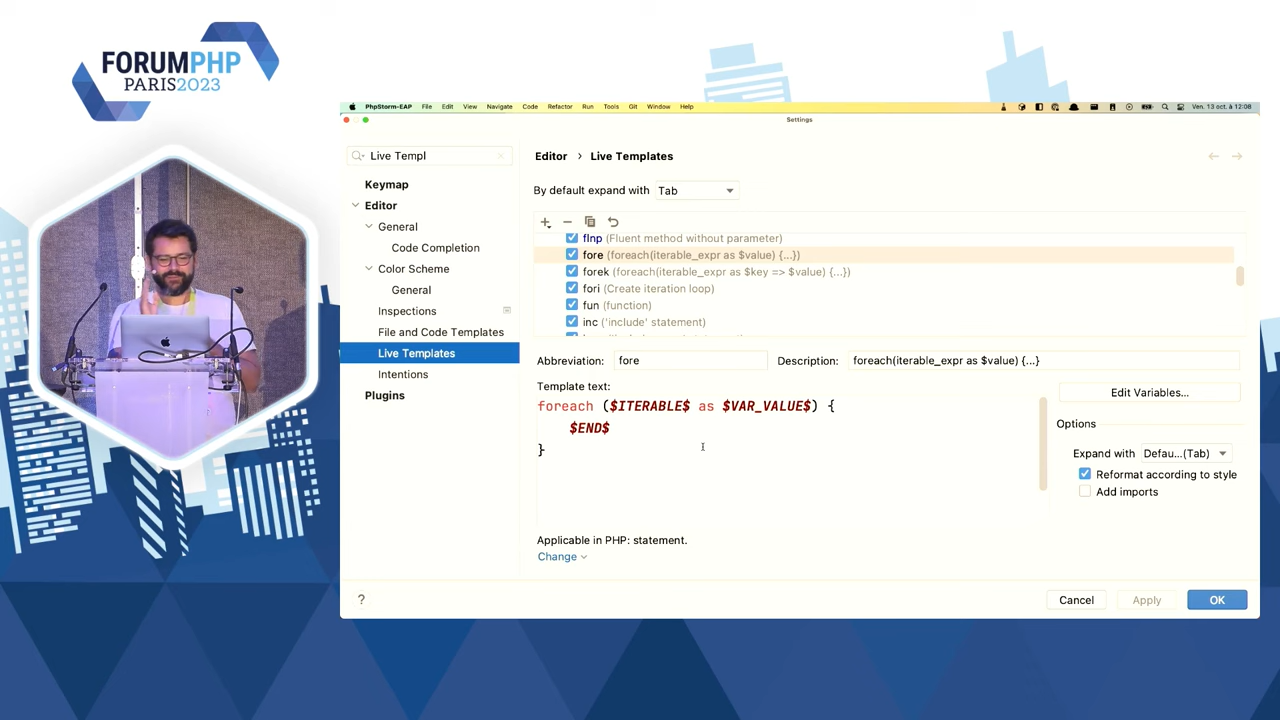 FORUMPHP
PARIS2023
PhpStorm-EAP File Edit View Navigate Code Refactor Run Tools Git Window Help Ven. 13 oct. à 12:08
Settings
Live Templ
Keymap
Editor
General
Code Completion
Color Scheme
General
Inspections
File and Code Templates
Live Templates
Intentions
Plugins
Editor › Live Templates
By default expand with Tab
flnp (Fluent method without parameter)
fore (foreach(iterable_expr as $value) {...})
forek (foreach(iterable_expr as $key => $value) {...})
fori (Create iteration loop)
fun (function)
inc ('include' statement)
Abbreviation: fore Description: foreach(iterable_expr as $value) {...}
Template text:
foreach ($ITERABLE$ as $VAR_VALUE$) {
$END$
}
Edit Variables...
Options
Expand with Defau...(Tab)
Reformat according to style
Add imports
Applicable in PHP: statement.
Change
? Cancel Apply OK